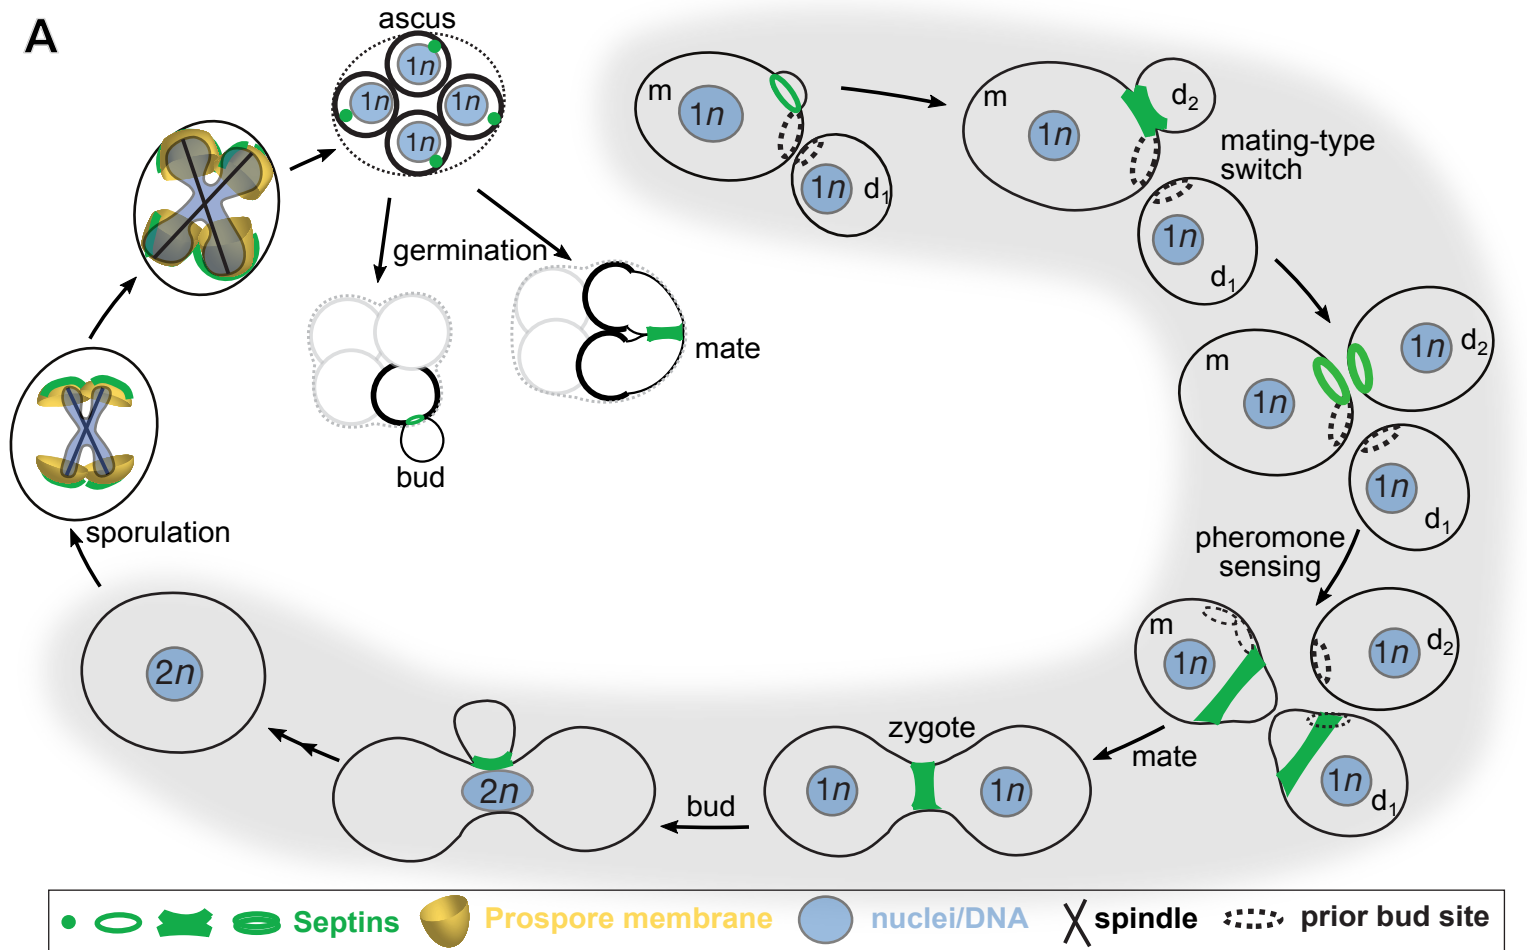 A
ascus
1n
1n
1n
1n
germination
bud
mate
sporulation
m
1n
1n
d1
m
1n
d2
mating-type
switch
1n
d1
m
1n
1n
d2
1n
d1
pheromone
sensing
m
1n
1n
d2
1n
d1
mate
zygote
1n
1n
bud
2n
2n
Septins
Prospore membrane
nuclei/DNA
spindle
prior bud site